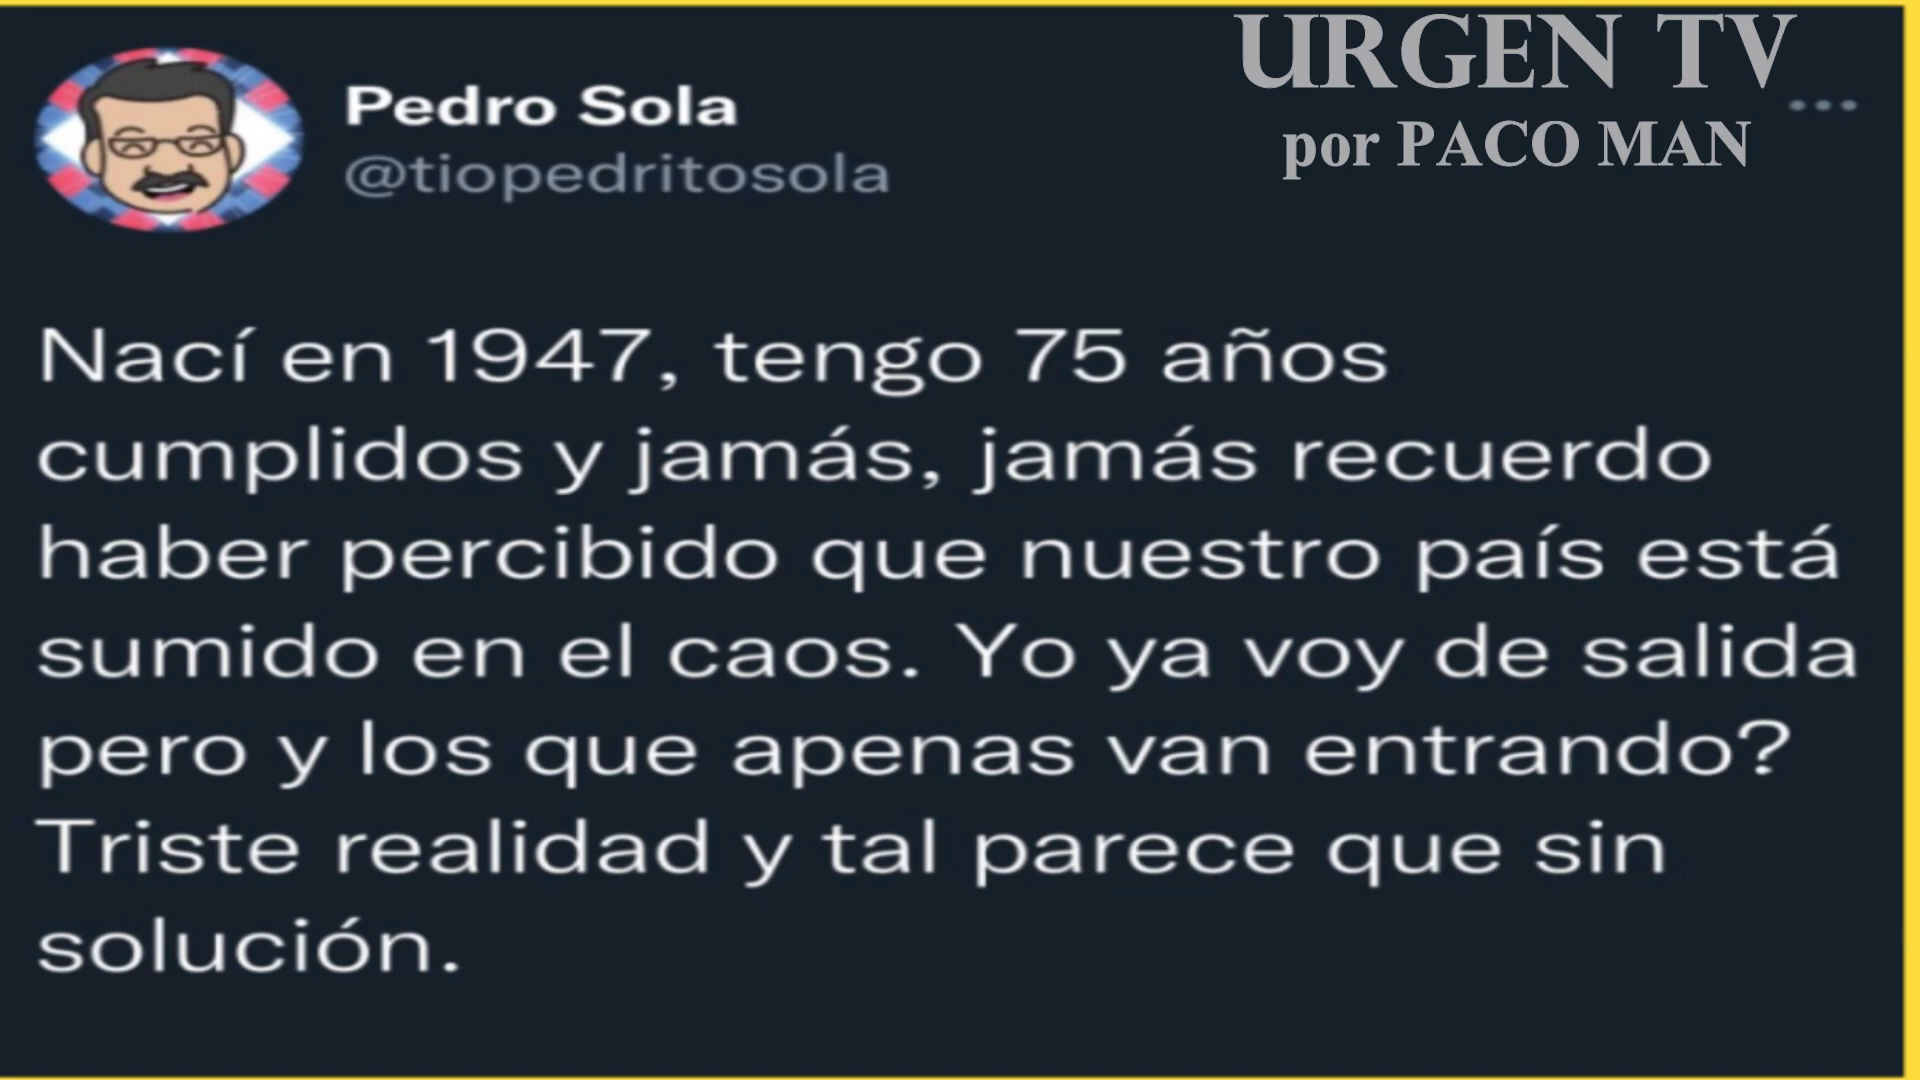 URGEN TV
por PACO MAN
Pedro Sola
@tiopedritosola
Nací en 1947, tengo 75 años
cumplidos y jamás, jamás recuerdo
haber percibido que nuestro país está
sumido en el caos. Yo ya voy de salida
pero y los que apenas van entrando?
Triste realidad y tal parece que sin
solución.